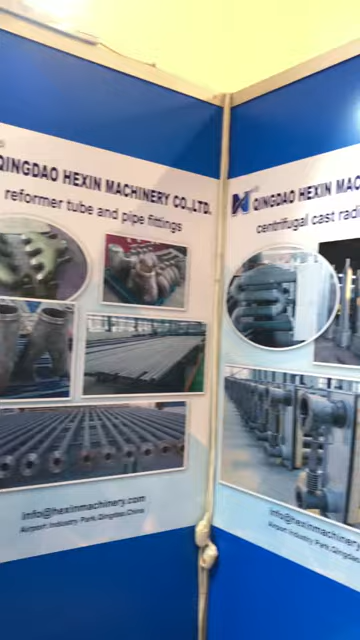 QINGDAO HEXIN MACHINERY CO.,LTD.
reformer tube and pipe fittings
info@hexinmachinery.com
Airport Industry Park,Qingdao,China
QINGDAO HEXIN MAC
centrifugal cast radi
info@hexinmachinery
Airport Industry Park,Qingdao